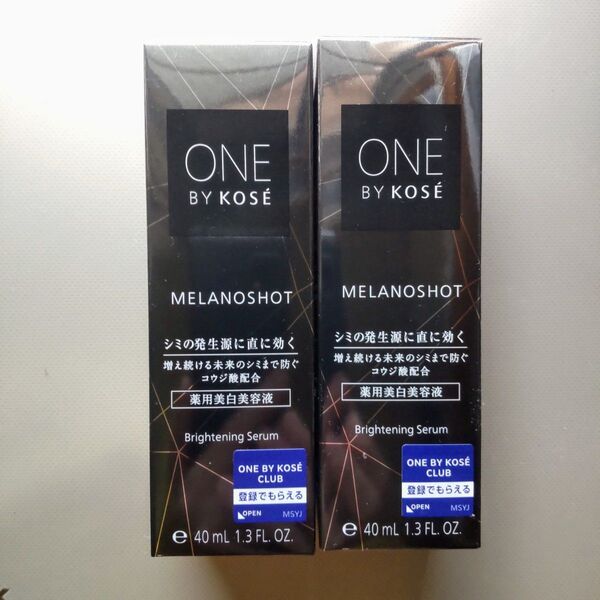 ONE
BY KOSÉ
MELANOSHOT
シミの発生源に直に効く
増え続ける未来のシミまで防ぐ
コウジ酸配合
薬用美白美容液
Brightening Serum
ONE BY KOSÉ
CLUB
登録でもらえる
OPEN MSYJ
e 40 mL 1.3 FL. OZ.
ONE
BY KOSÉ
MELANOSHOT
シミの発生源に直に効く
増え続ける未来のシミまで防ぐ
コウジ酸配合
薬用美白美容液
Brightening Serum
ONE BY KOSÉ
CLUB
登録でもらえる
OPEN MSYJ
e 40 mL 1.3 FL. OZ.